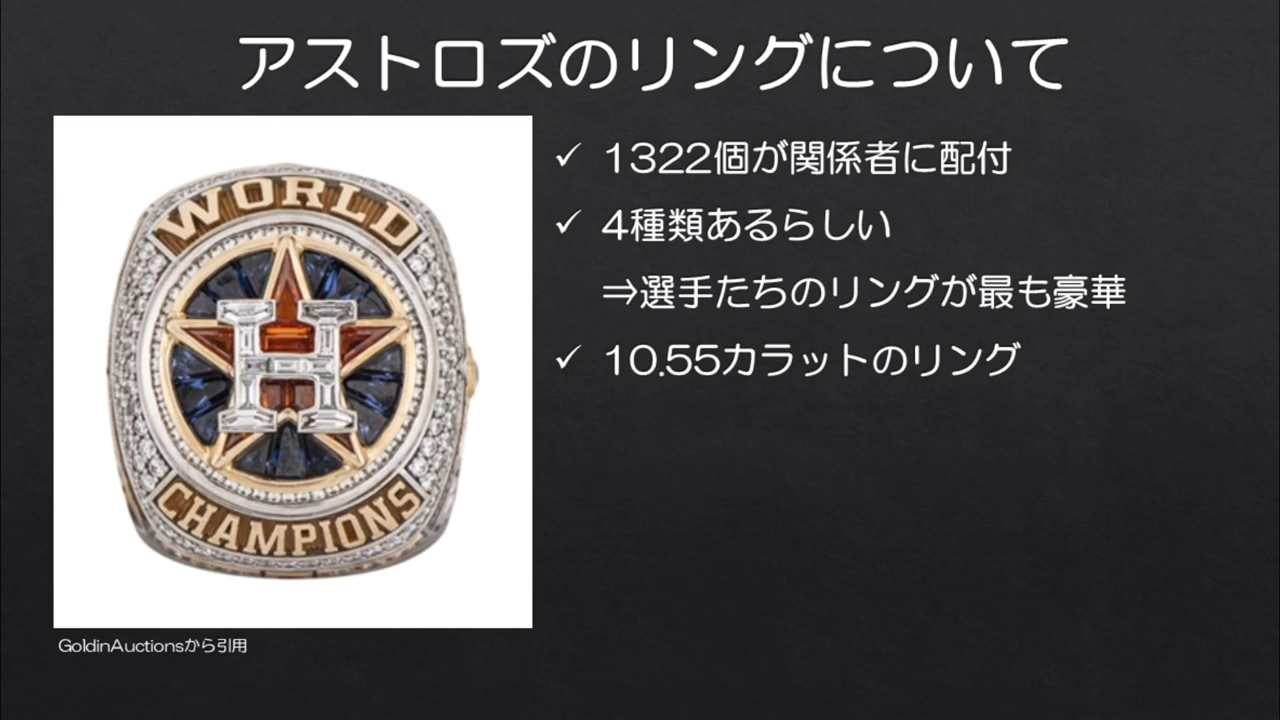 アストロズのリングについて
WORLD
H
CHAMPIONS
✓ 1322個が関係者に配付
✓ 4種類あるらしい
⇒選手たちのリングが最も豪華
✓ 10.55カラットのリング
GoldinAuctionsから引用